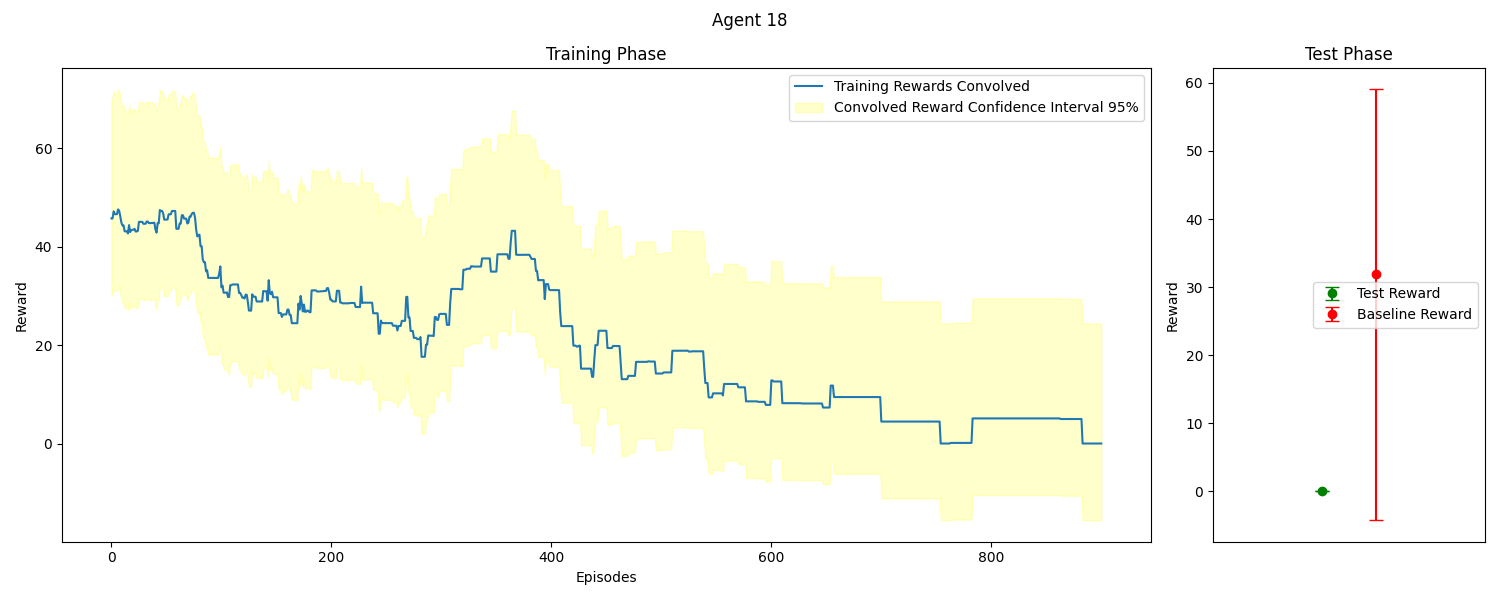 Agent 18
Training Phase
Training Rewards Convolved
Convolved Reward Confidence Interval 95%
Reward
60
40
20
0
0 200 400 600 800
Episodes
Test Phase
Reward
60
50
40
30
20
10
0
Test Reward
Baseline Reward